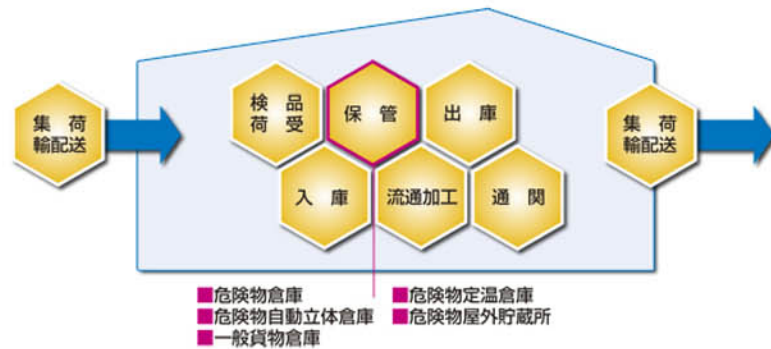 集荷
輸配送
検品
荷受
保管
出庫
入庫
流通加工
通関
集荷
輸配送
■危険物倉庫
■危険物自動立体倉庫
■一般貨物倉庫
■危険物定温倉庫
■危険物屋外貯蔵所